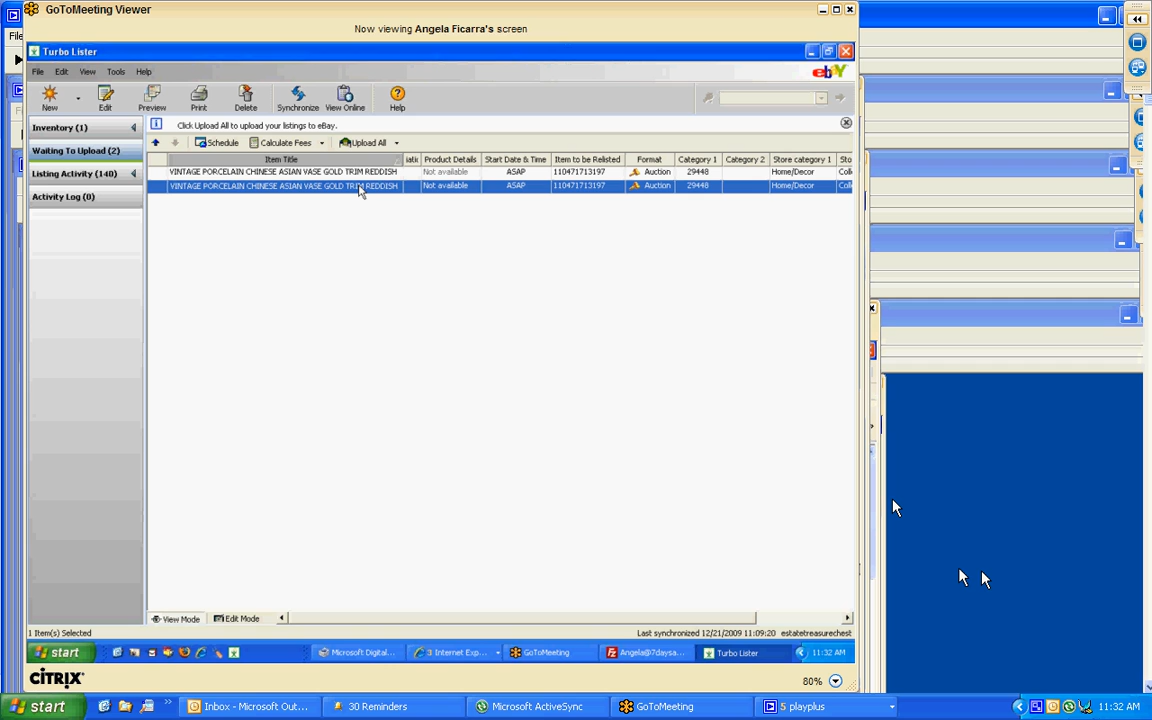 GoToMeeting Viewer
Now viewing Angela Ficarra's screen
Turbo Lister
File Edit View Tools Help
ebY
New Edit Preview Print Delete Synchronize View Online Help
Inventory (1)
Click Upload All to upload your listings to eBay.
Waiting To Upload (2)
Schedule Calculate Fees Upload All
Item Title Product Details Start Date & Time Item to be Relisted Format Category 1 Category 2 Store category 1 Sto
Listing Activity (140)
VINTAGE PORCELAIN CHINESE ASIAN VASE GOLD TRIM REDDISH Not available ASAP 110471713197 Auction 29448 Home/Decor Coll
VINTAGE PORCELAIN CHINESE ASIAN VASE GOLD TRIM REDDISH Not available ASAP 110471713197 Auction 29448 Home/Decor Coll
Activity Log (0)
View Mode Edit Mode
1 Item(s) Selected Last synchronized 12/21/2009 11:09:20 estatetreasurechest
start Microsoft Digital... 3 Internet Exp... GoToMeeting Angela@7daysa... Turbo Lister 11:32 AM
CITRIX 80%
start Inbox - Microsoft Out... 30 Reminders Microsoft ActiveSync GoToMeeting 5 playplus 11:32 AM